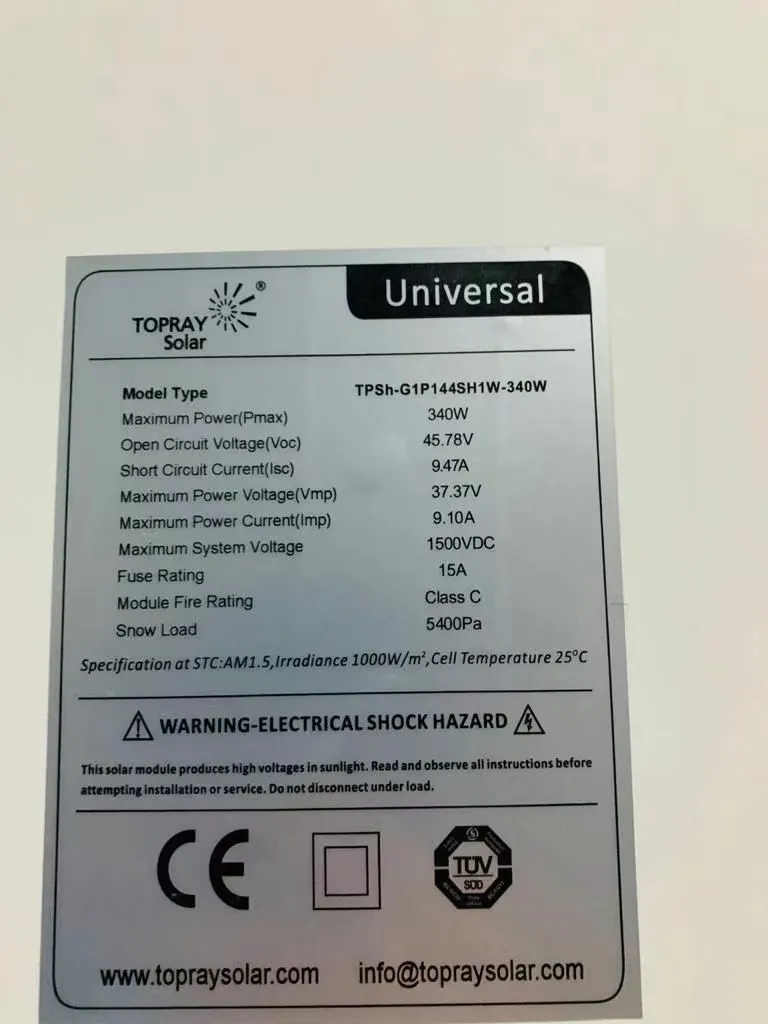 TOPRAY
Solar
®
Universal
Model Type TPSh-G1P144SH1W-340W
Maximum Power(Pmax) 340W
Open Circuit Voltage(Voc) 45.78V
Short Circuit Current(Isc) 9.47A
Maximum Power Voltage(Vmp) 37.37V
Maximum Power Current(Imp) 9.10A
Maximum System Voltage 1500VDC
Fuse Rating 15A
Module Fire Rating Class C
Snow Load 5400Pa
Specification at STC:AM1.5,Irradiance 1000W/m²,Cell Temperature 25°C
WARNING-ELECTRICAL SHOCK HAZARD
This solar module produces high voltages in sunlight. Read and observe all instructions before
attempting installation or service. Do not disconnect under load.
CE
TÜV
SÜD
www.topraysolar.com info@topraysolar.com